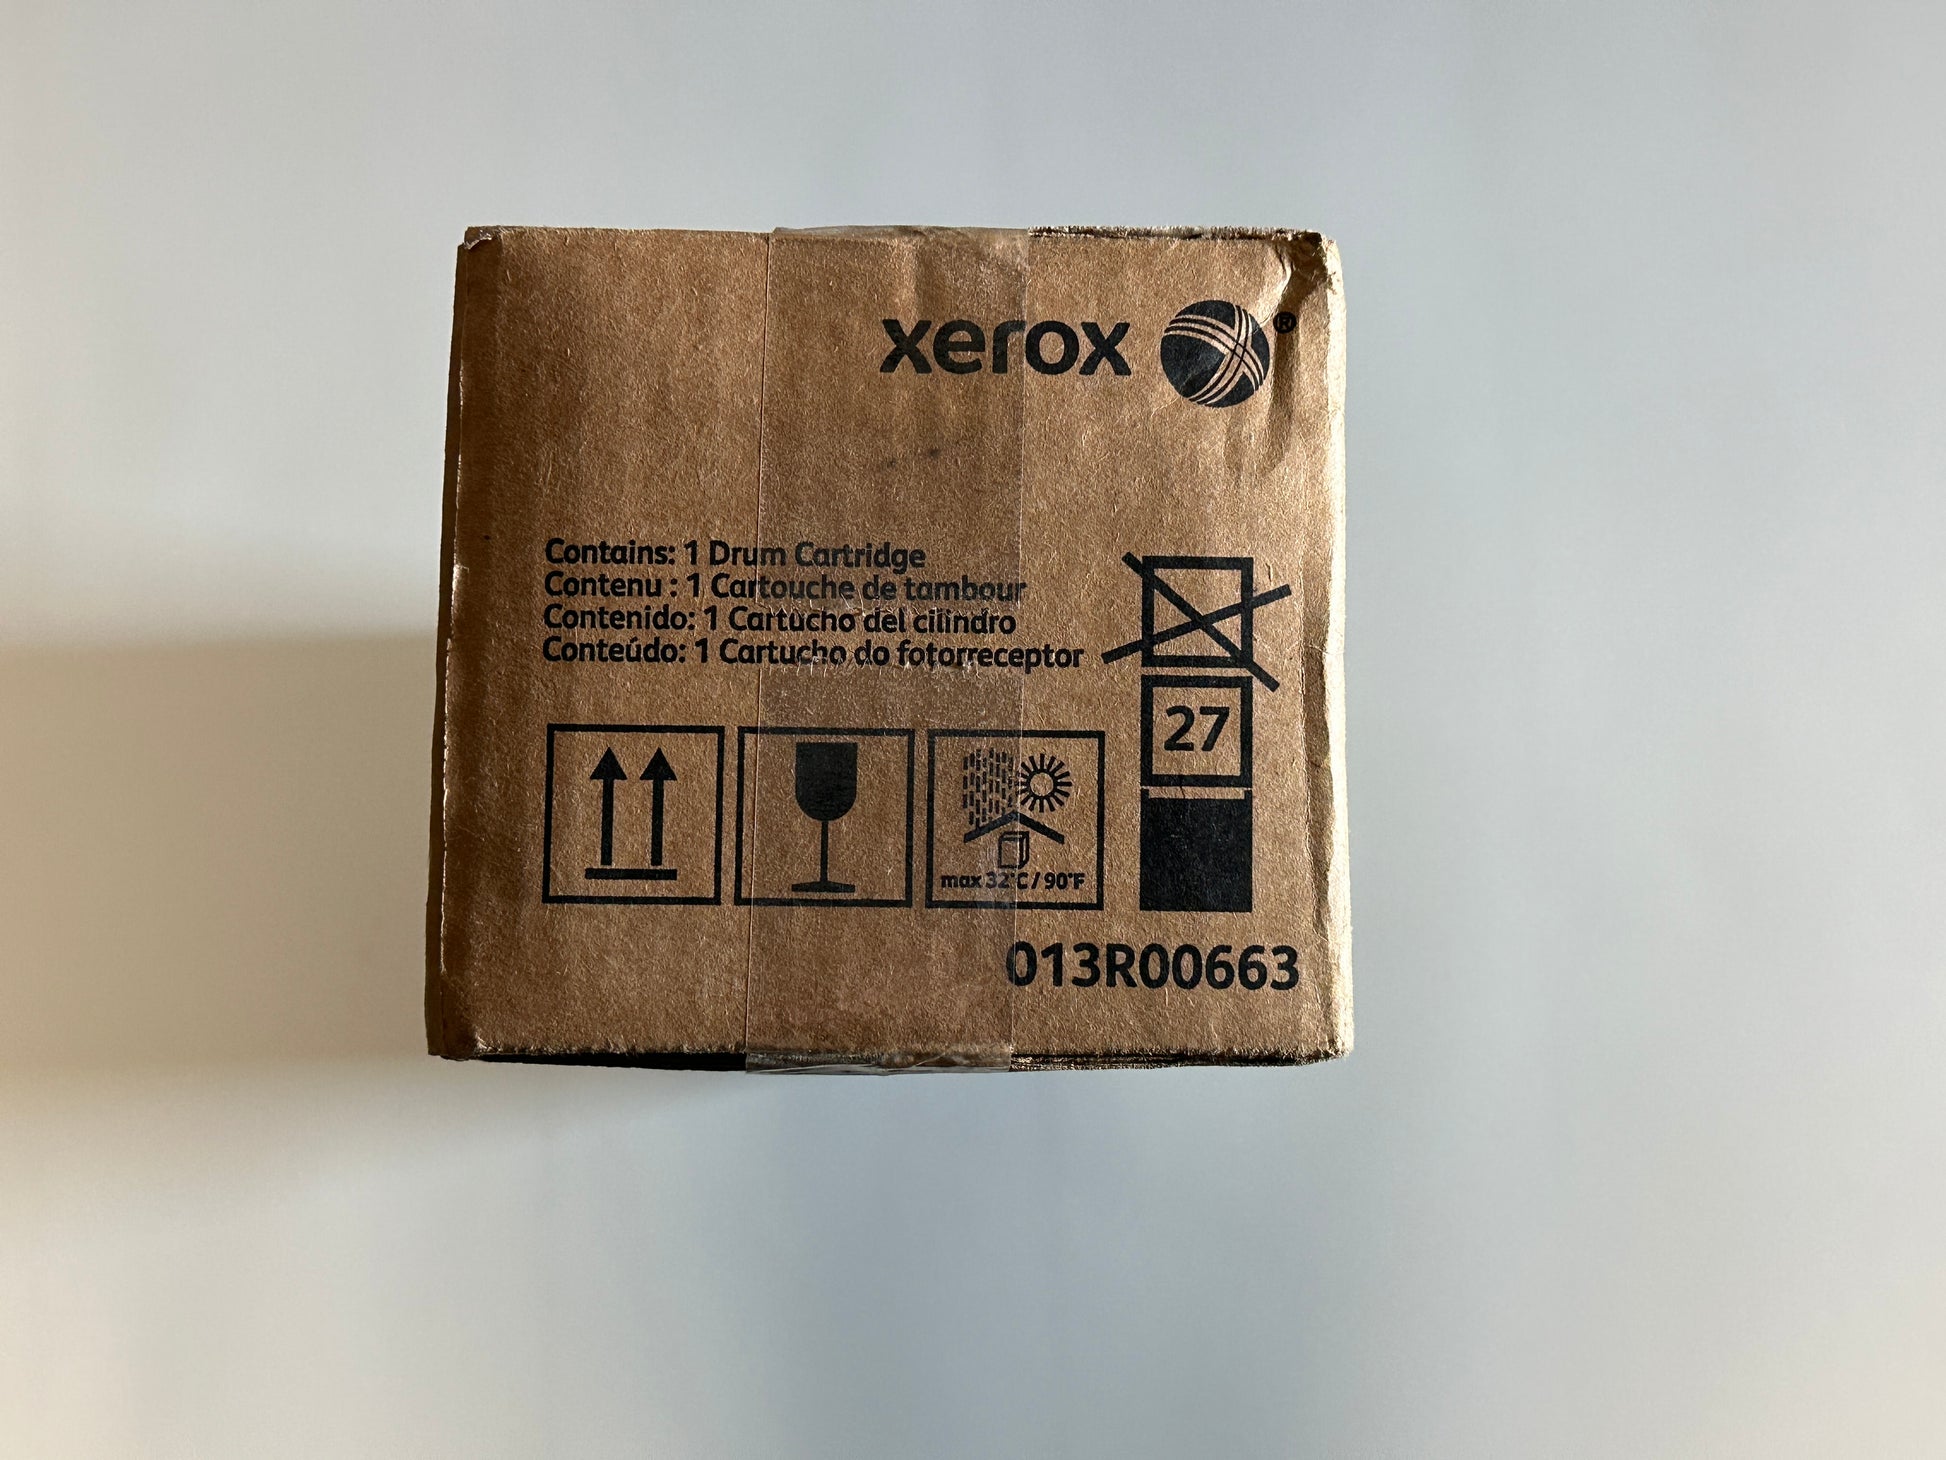 xerox ®
Contains: 1 Drum Cartridge
Contenu : 1 Cartouche de tambour
Contenido: 1 Cartucho del cilindro
Conteúdo: 1 Cartucho do fotorreceptor
27
max 32°C / 90°F
013R00663